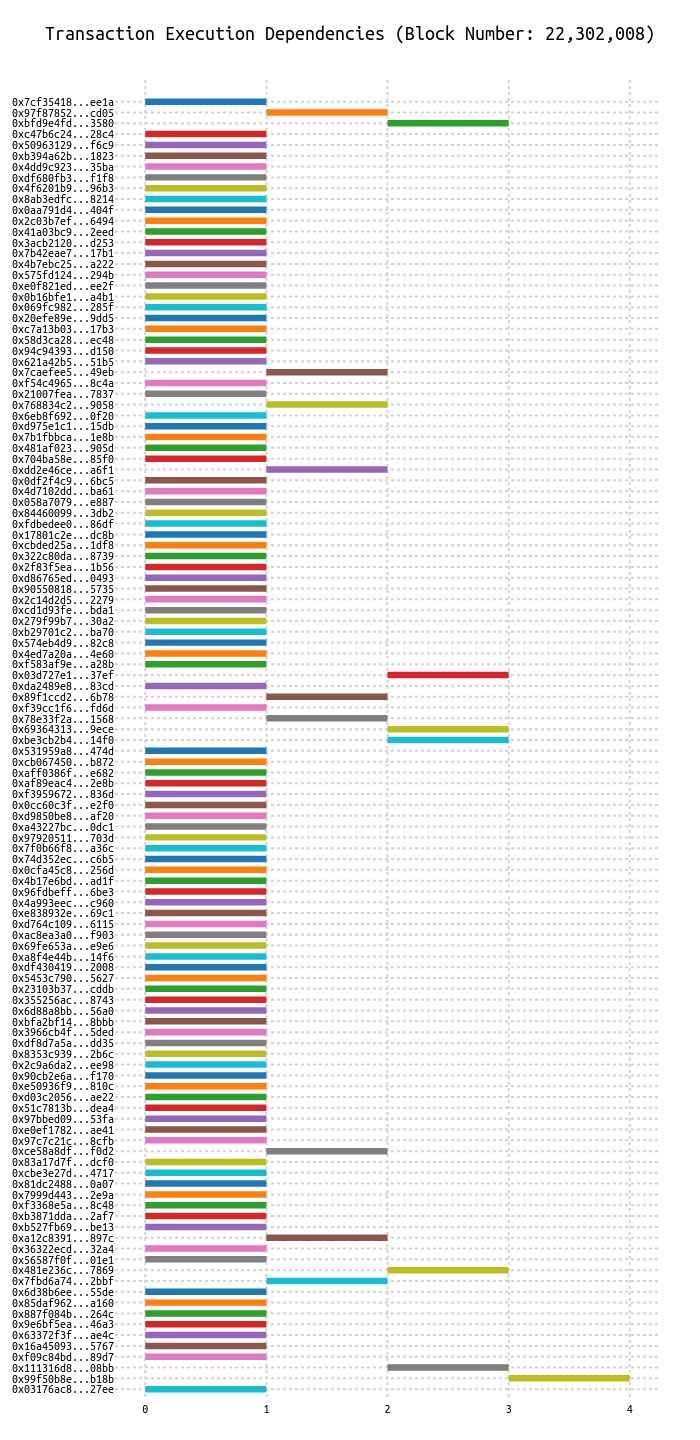 Transaction Execution Dependencies (Block Number: 22,302,008)
0x7cf35418...ee1a
0x97f87852...cd05
0xbfd9e4fd...3580
0xc47b6c24...28c4
0x50963129...f6c9
0xb394a62b...1823
0x4dd9c923...35ba
0xdf680fb3...f1f8
0x4f6201b9...96b3
0x8ab3edfc...8214
0x0aa791d4...404f
0x2c03b7ef...6494
0x41a03bc9...2eed
0x3acb2120...d253
0x7b42eae7...17b1
0x4b7ebc25...a222
0x575fd124...294b
0xe0f821ed...ee2f
0x0b16bfe1...a4b1
0x069fc982...285f
0x20efe89e...9dd5
0xc7a13b03...17b3
0x58d3ca28...ec48
0x94c94393...d150
0x621a42b5...51b5
0x7caefee5...49eb
0xf54c4965...8c4a
0x21007fea...7837
0x768834c2...9058
0x6eb8f692...0f20
0xd975e1c1...15db
0x7b1fbbca...1e8b
0x481af023...905d
0x704ba58e...85f0
0xdd2e46ce...a6f1
0x0df2f4c9...6bc5
0x4d7102dd...ba61
0x058a7079...e887
0x84460099...3db2
0xfdbedee0...86df
0x17801c2e...dc8b
0xcbded25a...1df8
0x322c80da...8739
0x2f83f5ea...1b56
0xd86765ed...0493
0x90550818...5735
0x2c14d2d5...2279
0xcd1d93fe...bda1
0x279f99b7...30a2
0xb29701c2...ba70
0x574eb4d9...82c8
0x4ed7a20a...4e60
0xf583af9e...a28b
0x03d727e1...37ef
0xda2489e8...83cd
0x89f1ccd2...6b78
0xf39cc1f6...fd6d
0x78e33f2a...1568
0x69364313...9ece
0xbe3cb2b4...14f0
0x531959a8...474d
0xcb067450...b872
0xaff0386f...e682
0xaf89eac4...2e8b
0xf3959672...836d
0x0cc60c3f...e2f0
0xd9850be8...af20
0xa43227bc...0dc1
0x97920511...703d
0x7f0b66f8...a36c
0x74d352ec...c6b5
0x0cfa45c8...256d
0x4b17e6bd...ad1f
0x96fdbeff...6be3
0x4a993eec...c960
0xe838932e...69c1
0xd764c109...6115
0xac8ea3a0...f903
0x69fe653a...e9e6
0xa8f4e44b...14f6
0xdf430419...2008
0x5453c790...5627
0x23103b37...cddb
0x355256ac...8743
0x6d88a8bb...56a0
0xbfa2bf14...8bbb
0x3966cb4f...5ded
0xdf8d7a5a...dd35
0x8353c939...2b6c
0x2c9a6da2...ee98
0x90cb2e6a...f170
0xe50936f9...810c
0xd03c2056...ae22
0x51c7813b...dea4
0x97bbed09...53fa
0xe0ef1782...ae41
0x97c7c21c...8cfb
0xce58a8df...f0d2
0x83a17d7f...dcf0
0xcbe3e27d...4717
0x81dc2488...0a07
0x7999d443...2e9a
0xf3368e5a...8c48
0xb3871dda...2af7
0xb527fb69...be13
0xa12c8391...897c
0x36322ecd...32a4
0x56587f0f...01e1
0x481e236c...7869
0x7fbd6a74...2bbf
0x6d38b6ee...55de
0x85daf962...a160
0x887f084b...264c
0x9e6bf5ea...46a3
0x63372f3f...ae4c
0x16a45093...5767
0xf09c84bd...89d7
0x111316d8...08bb
0x99f50b8e...b18b
0x03176ac8...27ee
0 1 2 3 4